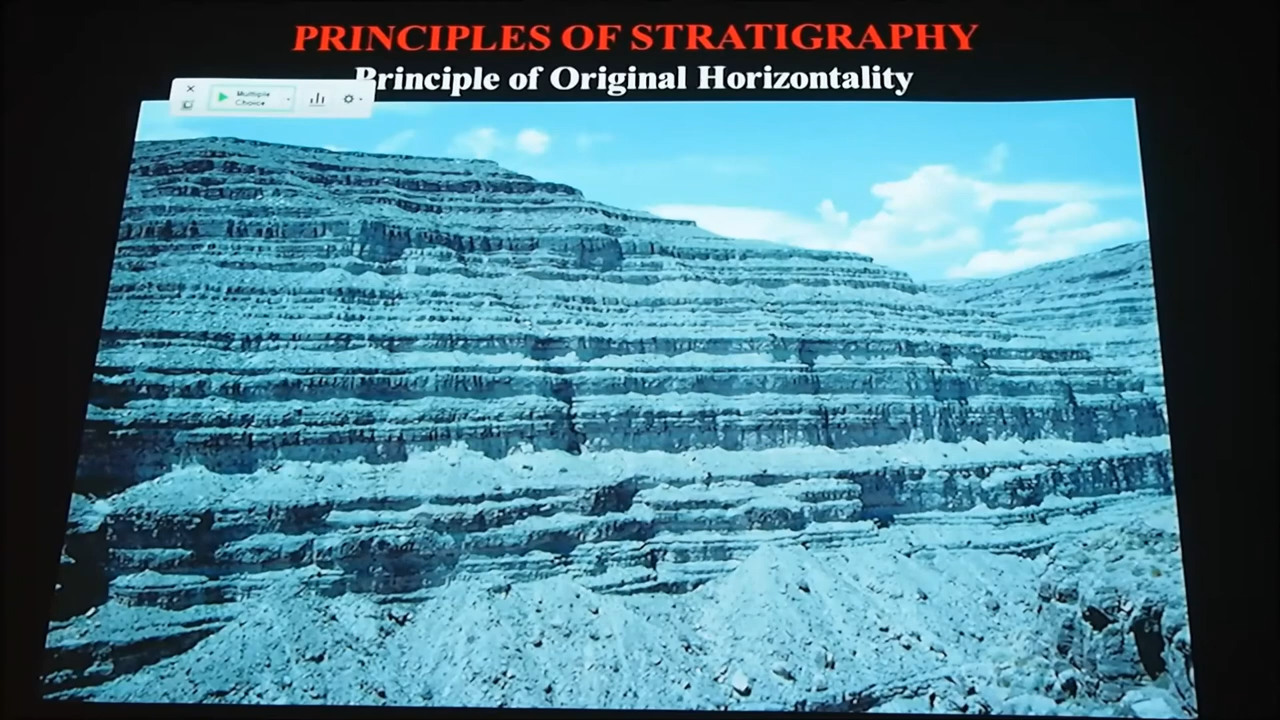 PRINCIPLES OF STRATIGRAPHY
Principle of Original Horizontality
Multiple
Choice